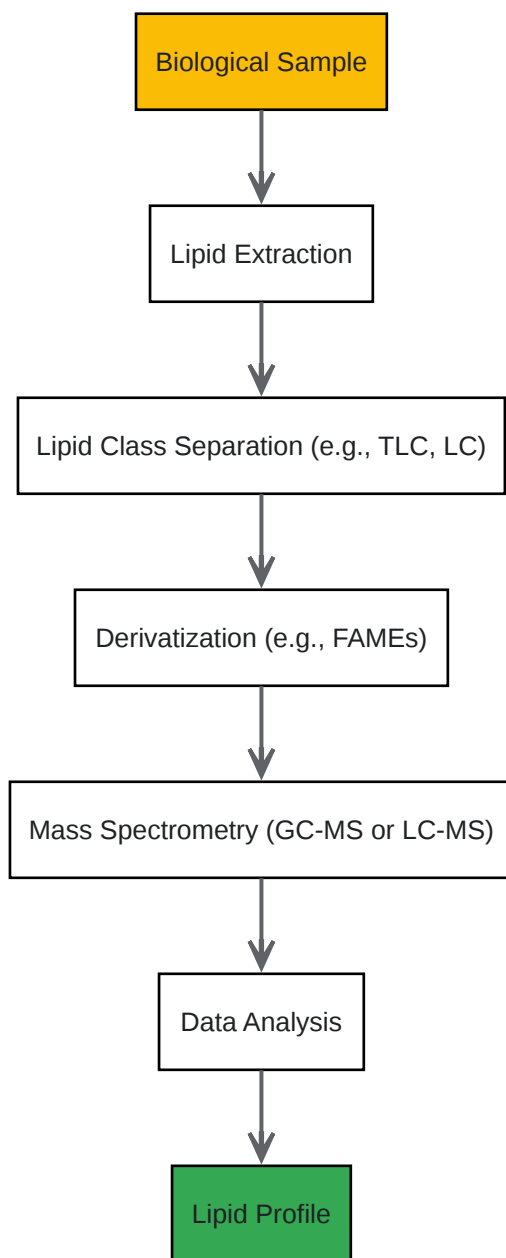 Biological Sample
Lipid Extraction
Lipid Class Separation (e.g., TLC, LC)
Derivatization (e.g., FAMEs)
Mass Spectrometry (GC-MS or LC-MS)
Data Analysis
Lipid Profile